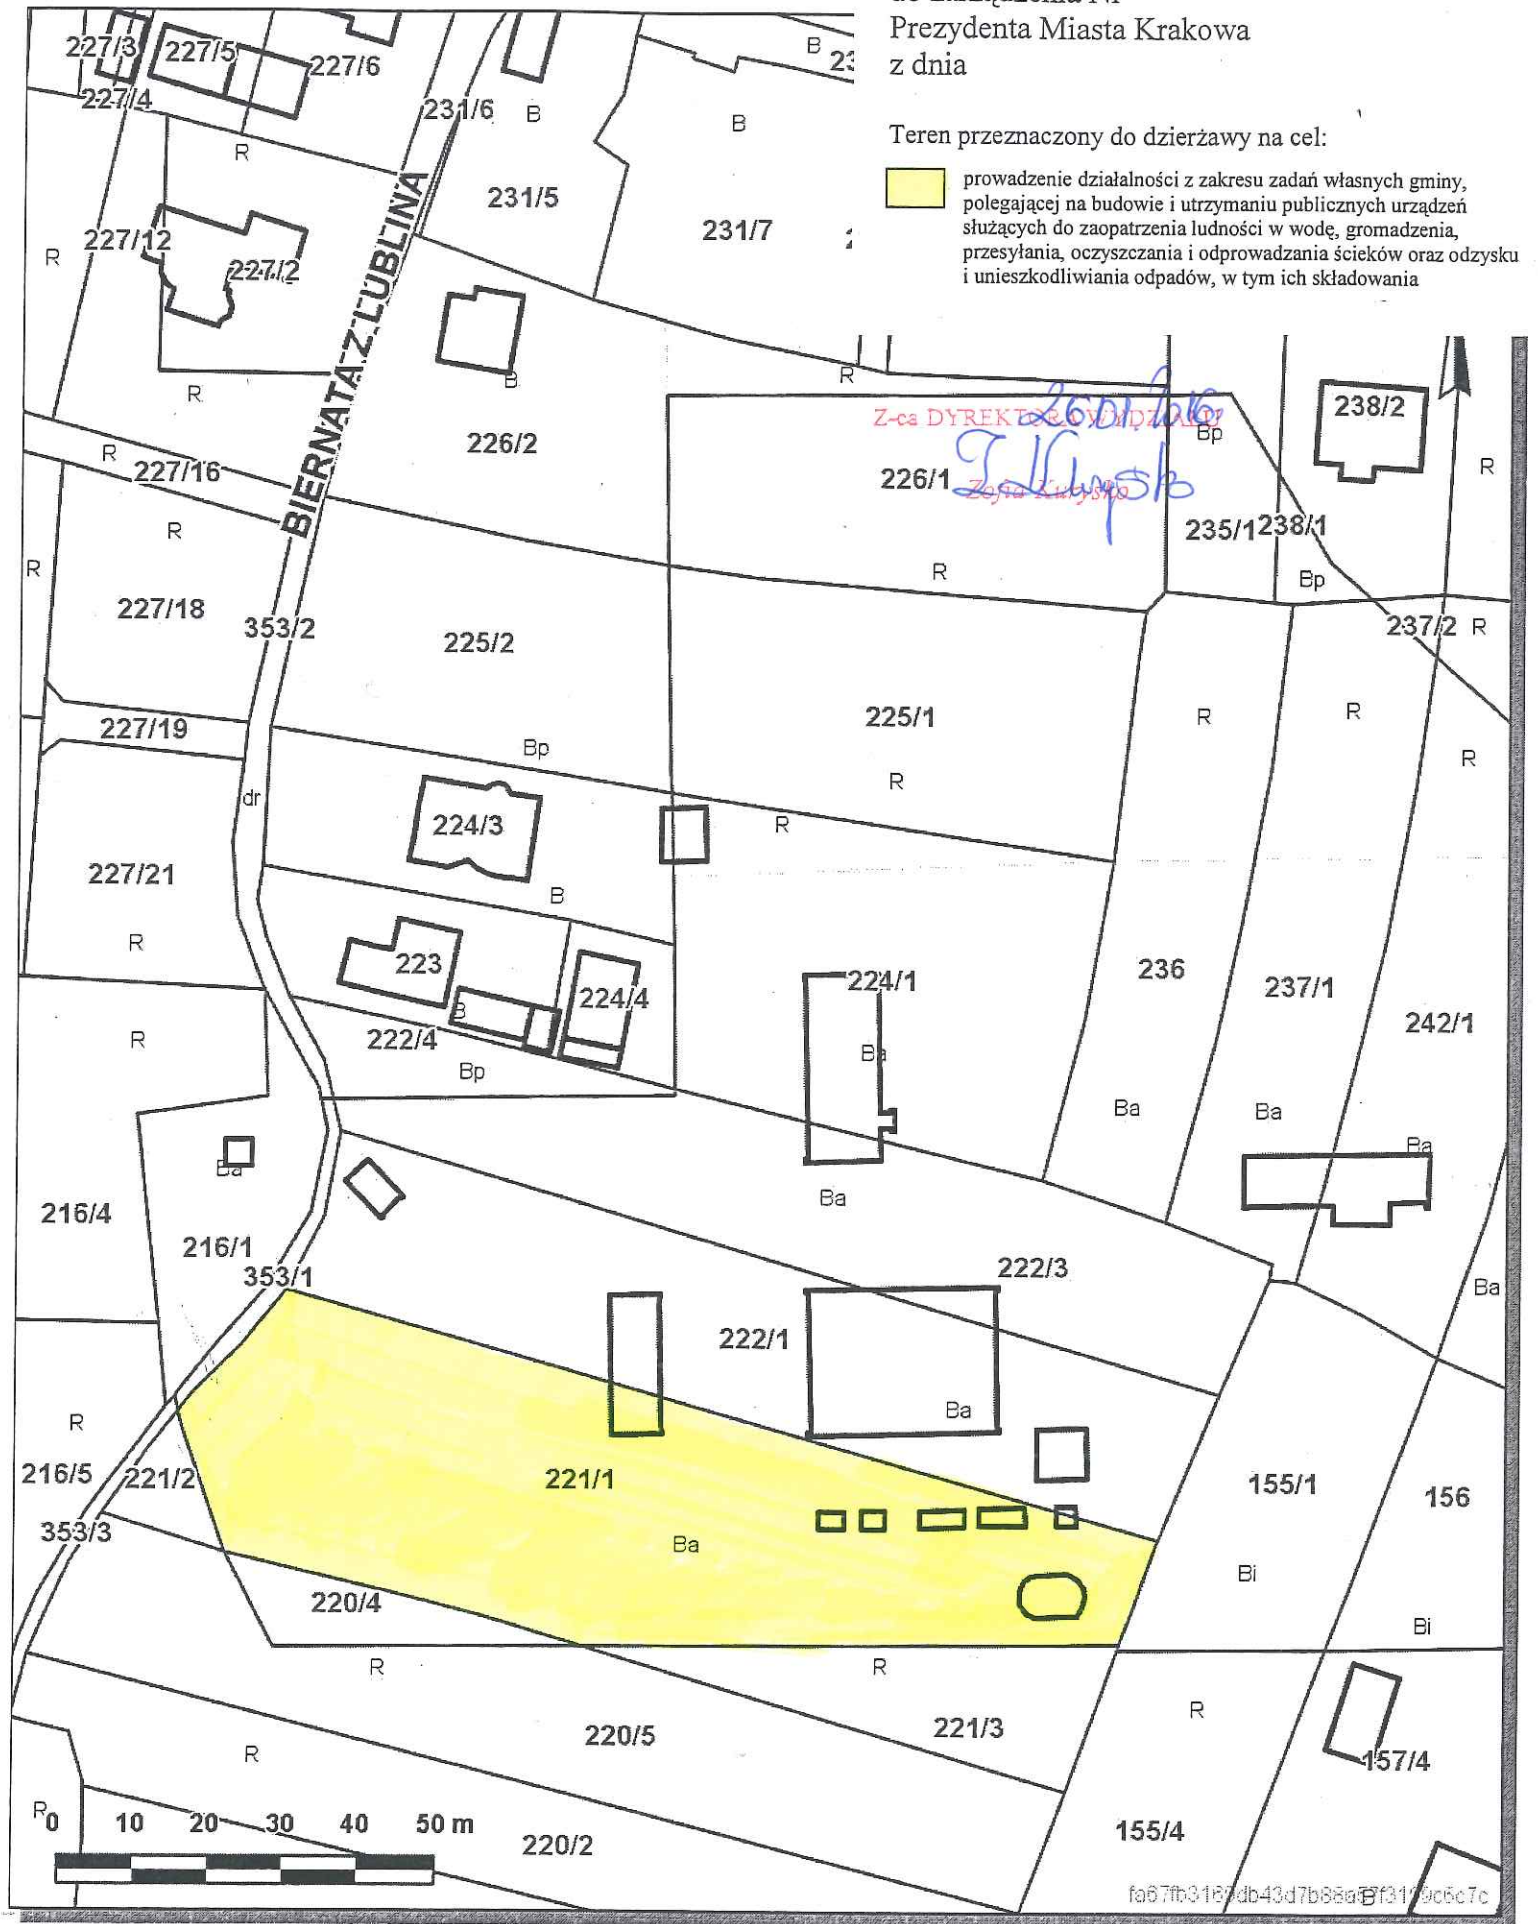 Prezydenta Miasta Krakowa
z dnia
Teren przeznaczony do dzierżawy na cel:
prowadzenie działalności z zakresu zadań własnych gminy,
polegającej na budowie i utrzymaniu publicznych urządzeń
służących do zaopatrzenia ludności w wodę, gromadzenia,
przesyłania, oczyszczania i odprowadzania ścieków oraz odzysku
i unieszkodliwiania odpadów, w tym ich składowania
227/3
227/5
227/6
B
227/4
231/6
B
B
R
231/5
231/7
227/12
227/2
R
BIERNATA Z LUBLINA
B
R
R
238/2
Z-ca DYREKTORA WYDZIAŁU
Bp
226/2
R
227/16
226/1
R
R
235/1
238/1
R
R
Bp
227/18
353/2
225/2
237/2
R
227/19
225/1
R
R
Bp
R
R
dr
224/3
R
227/21
B
R
223
224/4
224/1
236
237/1
B
222/4
242/1
R
Bp
Ba
Ba
Ba
Ba
Ba
216/4
Ba
216/1
353/1
222/3
Ba
222/1
R
Ba
216/5
221/2
221/1
155/1
156
353/3
Ba
Bi
220/4
Bi
R
R
R
220/5
221/3
R
157/4
R
0 10 20 30 40 50 m
220/2
155/4
B